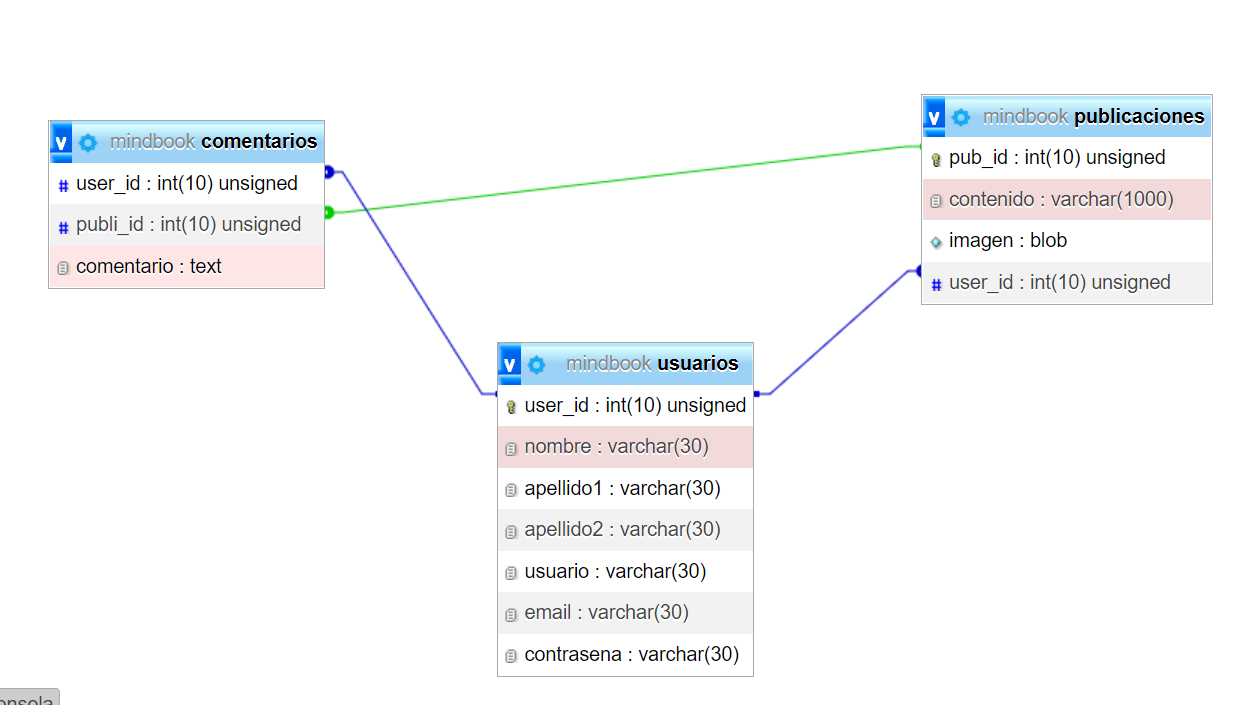 v mindbook comentarios
# user_id : int(10) unsigned
# publi_id : int(10) unsigned
comentario : text
v mindbook publicaciones
pub_id : int(10) unsigned
contenido : varchar(1000)
imagen : blob
# user_id : int(10) unsigned
v mindbook usuarios
user_id : int(10) unsigned
nombre : varchar(30)
apellido1 : varchar(30)
apellido2 : varchar(30)
usuario : varchar(30)
email : varchar(30)
contrasena : varchar(30)
onsola